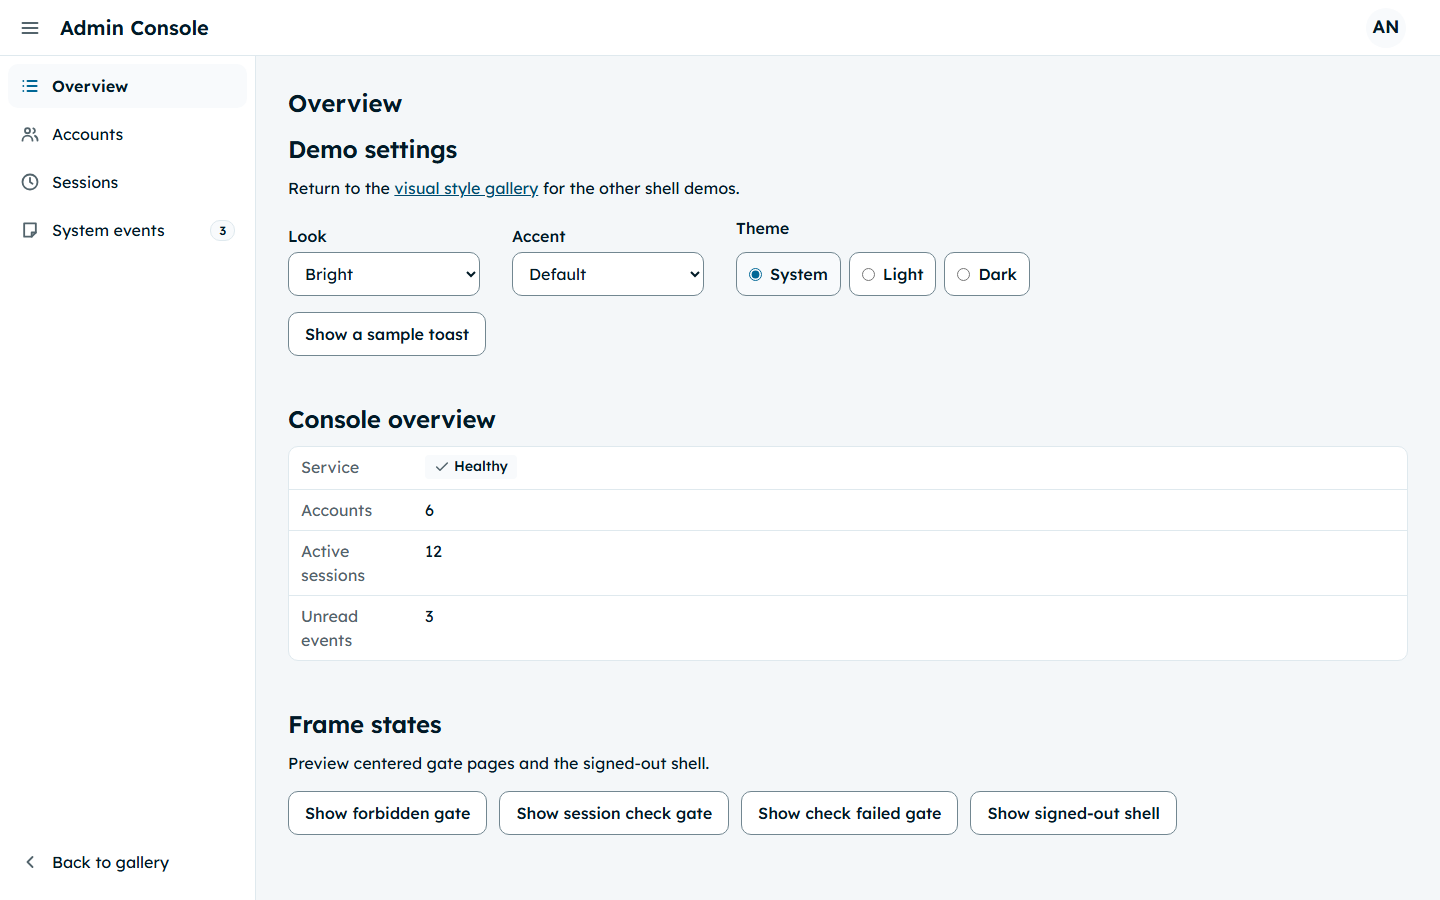 Admin Console
AN
Overview
Accounts
Sessions
System events 3
Back to gallery
Overview
Demo settings
Return to the visual style gallery for the other shell demos.
Look
Bright
Accent
Default
Theme
System
Light
Dark
Show a sample toast
Console overview
Service Healthy
Accounts 6
Active 12
sessions
Unread 3
events
Frame states
Preview centered gate pages and the signed-out shell.
Show forbidden gate
Show session check gate
Show check failed gate
Show signed-out shell